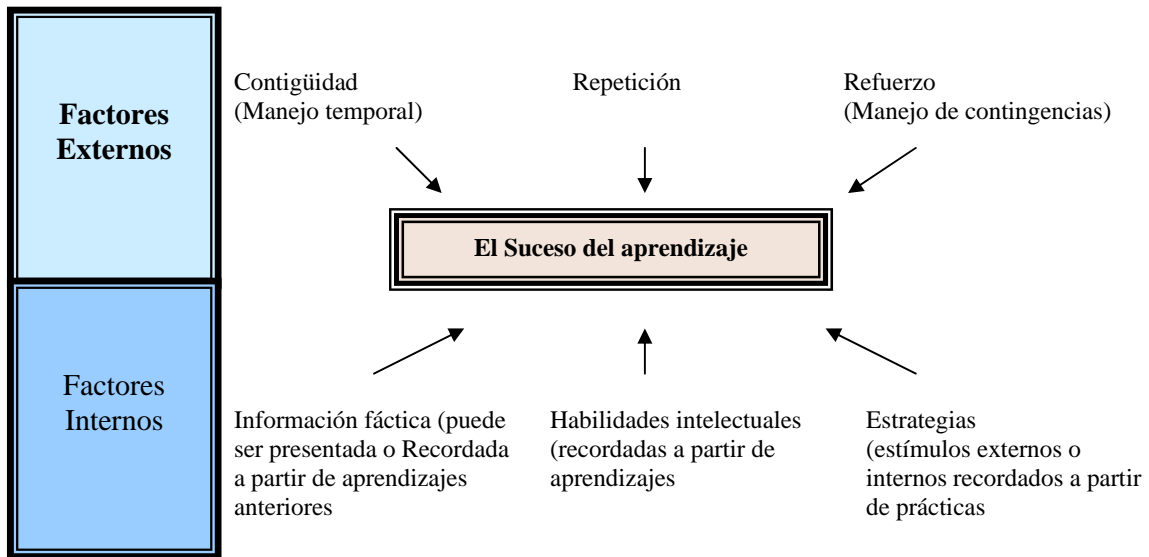 Factores
Externos
Contigüidad
(Manejo temporal)
Repetición
Refuerzo
(Manejo de contingencias)
El Suceso del aprendizaje
Factores
Internos
Información fáctica (puede
ser presentada o Recordada
a partir de aprendizajes
anteriores
Habilidades intelectuales
(recordadas a partir de
aprendizajes
Estrategias
(estímulos externos o
internos recordados a partir
de prácticas